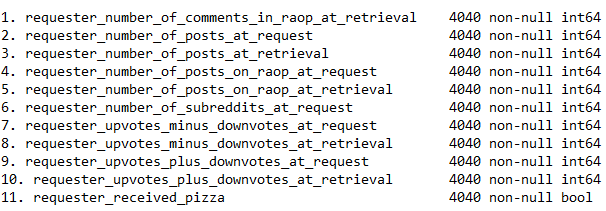 1. requester_number_of_comments_in_raop_at_retrieval 4040 non-null int64
2. requester_number_of_posts_at_request 4040 non-null int64
3. requester_number_of_posts_at_retrieval 4040 non-null int64
4. requester_number_of_posts_on_raop_at_request 4040 non-null int64
5. requester_number_of_posts_on_raop_at_retrieval 4040 non-null int64
6. requester_number_of_subreddits_at_request 4040 non-null int64
7. requester_upvotes_minus_downvotes_at_request 4040 non-null int64
8. requester_upvotes_minus_downvotes_at_retrieval 4040 non-null int64
9. requester_upvotes_plus_downvotes_at_request 4040 non-null int64
10. requester_upvotes_plus_downvotes_at_retrieval 4040 non-null int64
11. requester_received_pizza 4040 non-null bool